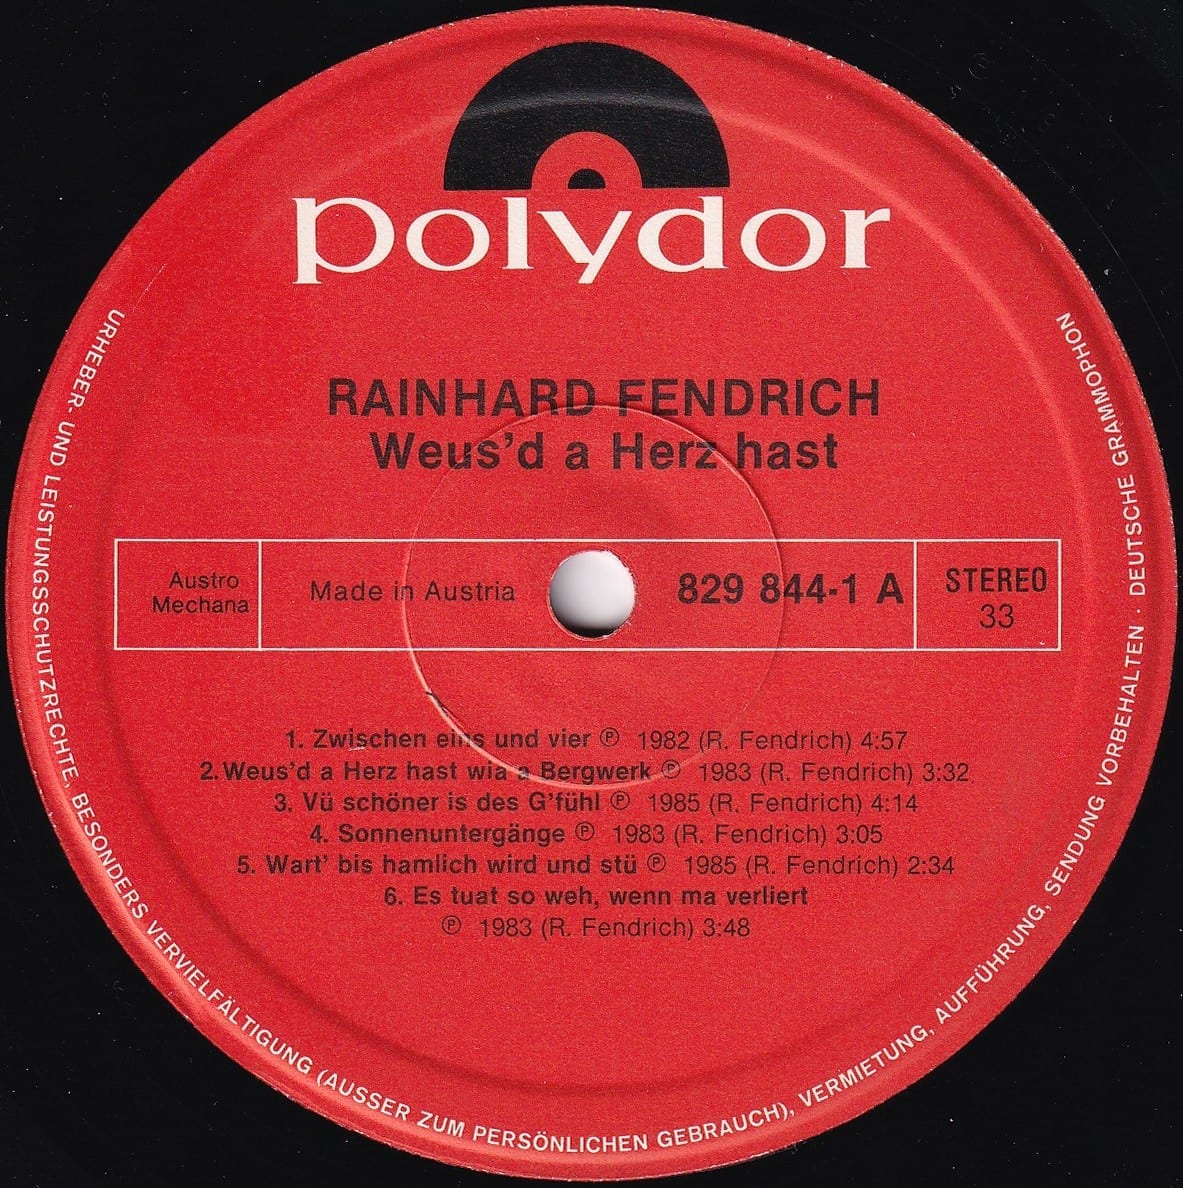 polydor
RAINHARD FENDRICH
Weus'd a Herz hast
Austro
Mechana
Made in Austria
829 844-1 A
STEREO
33
1. Zwischen eins und vier ℗ 1982 (R. Fendrich) 4:57
2.Weus'd a Herz hast wia a Bergwerk ℗ 1983 (R. Fendrich) 3:32
3. Vü schöner is des G'fühl ℗ 1985 (R. Fendrich) 4:14
4. Sonnenuntergänge ℗ 1983 (R. Fendrich) 3:05
5. Wart' bis hamlich wird und stü ℗ 1985 (R. Fendrich) 2:34
6. Es tuat so weh, wenn ma verliert
℗ 1983 (R. Fendrich) 3:48
URHEBER- UND LEISTUNGSSCHUTZRECHTE, BESONDERS VERVIELFÄLTIGUNG (AUSSER ZUM PERSÖNLICHEN GEBRAUCH), VERMIETUNG, AUFFÜHRUNG, SENDUNG VORBEHALTEN · DEUTSCHE GRAMMOPHON